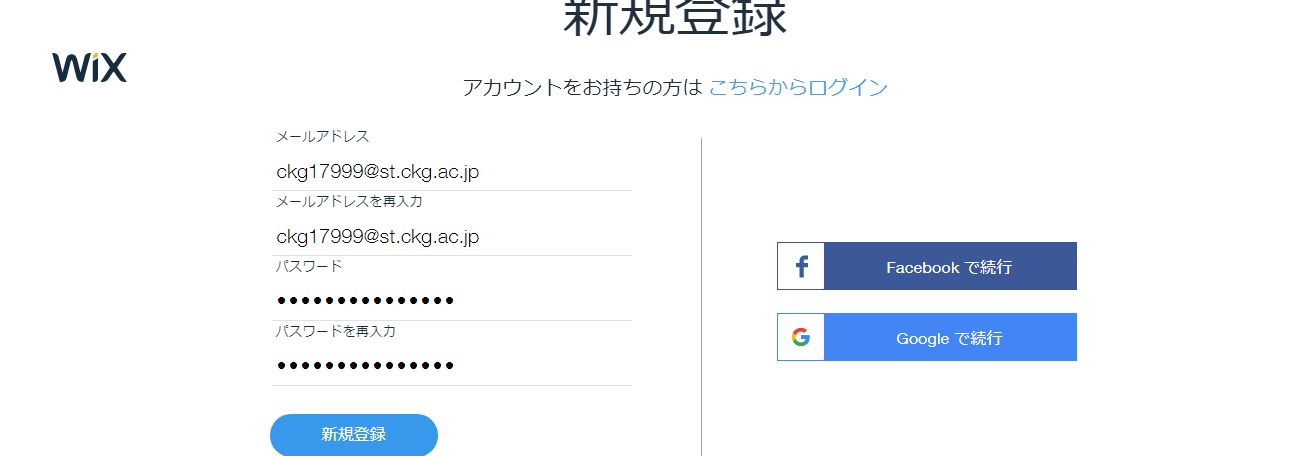 新規登録
WiX
アカウントをお持ちの方は こちらからログイン
メールアドレス
ckg17999@st.ckg.ac.jp
メールアドレスを再入力
ckg17999@st.ckg.ac.jp
パスワード
●●●●●●●●●●●●●●●
パスワードを再入力
●●●●●●●●●●●●●●●
新規登録
f Facebook で続行
G Google で続行